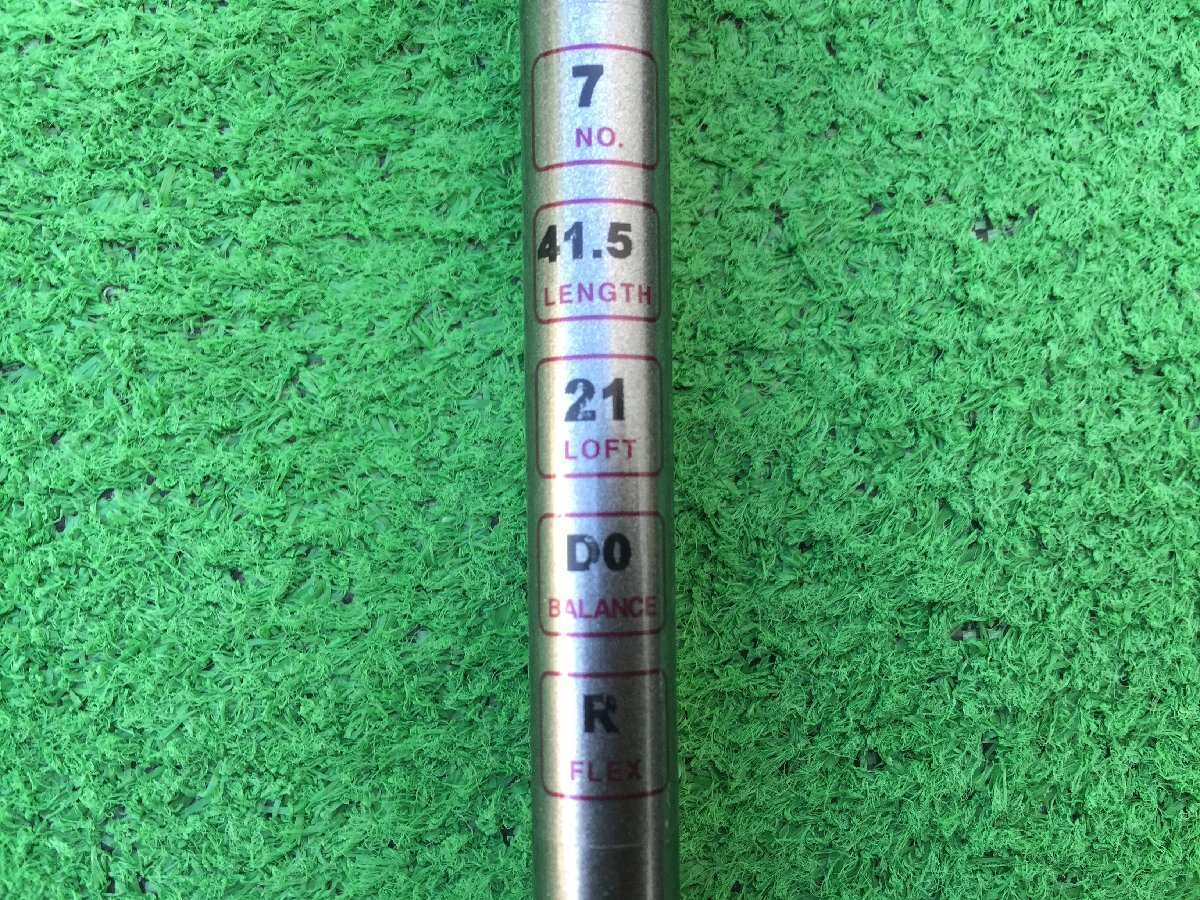 7
NO.
41.5
LENGTH
21
LOFT
D0
BALANCE
R
FLEX